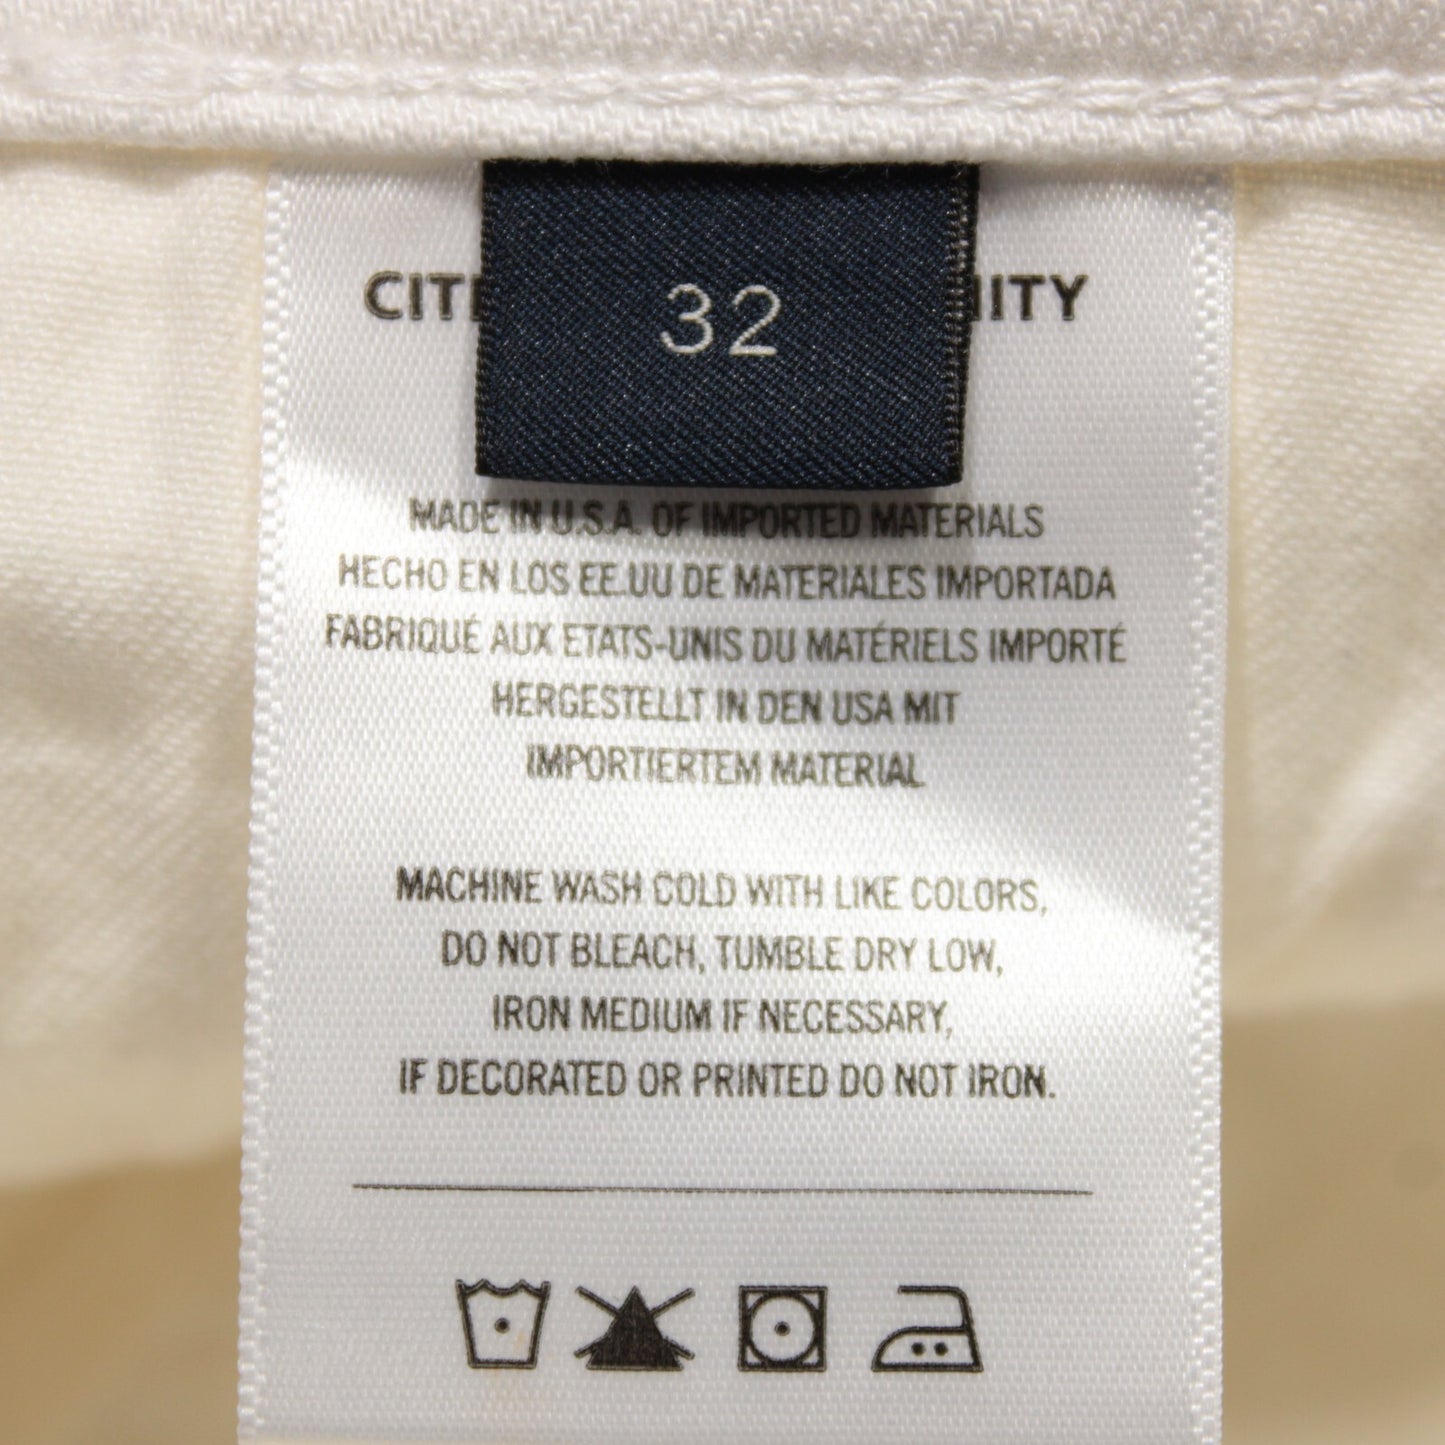 32
MADE IN U.S.A. OF IMPORTED MATERIALS
HECHO EN LOS EE.UU DE MATERIALES IMPORTADA
FABRIQUÉ AUX ETATS-UNIS DU MATÉRIELS IMPORTÉ
HERGESTELLT IN DEN USA MIT
IMPORTIERTEM MATERIAL
MACHINE WASH COLD WITH LIKE COLORS,
DO NOT BLEACH, TUMBLE DRY LOW,
IRON MEDIUM IF NECESSARY,
IF DECORATED OR PRINTED DO NOT IRON.